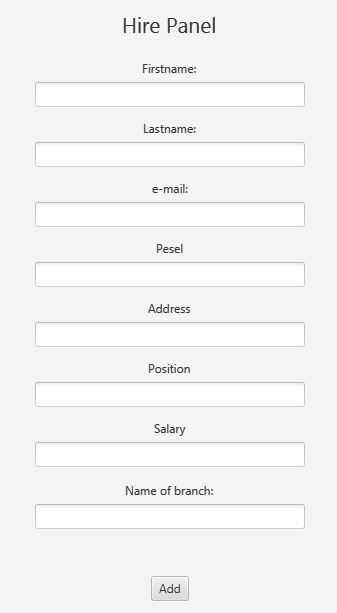 Hire Panel
Firstname:
Lastname:
e-mail:
Pesel
Address
Position
Salary
Name of branch:
Add